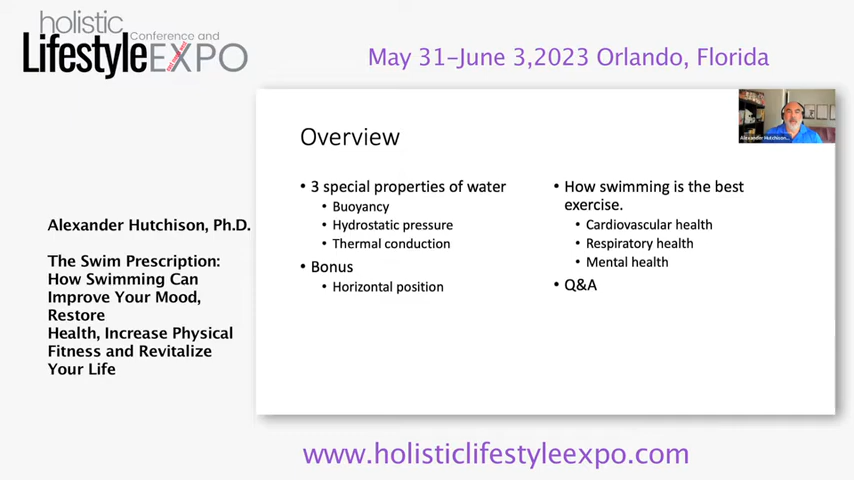 holistic
Conference and
LifestyleEXPO
May 31-June 3,2023 Orlando, Florida
Alexander Hutchison, Ph.D.
The Swim Prescription:
How Swimming Can
Improve Your Mood,
Restore
Health, Increase Physical
Fitness and Revitalize
Your Life
Overview
• 3 special properties of water
• Buoyancy
• Hydrostatic pressure
• Thermal conduction
• Bonus
• Horizontal position
• How swimming is the best
exercise.
• Cardiovascular health
• Respiratory health
• Mental health
• Q&A
Alexander Hutchison...
www.holisticlifestyleexpo.com